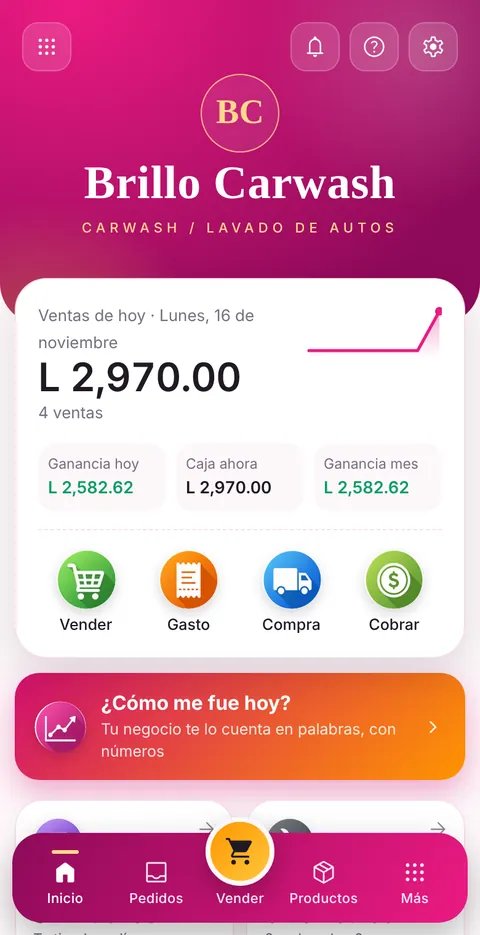 BC
Brillo Carwash
CARWASH / LAVADO DE AUTOS
Ventas de hoy · Lunes, 16 de
noviembre
L 2,970.00
4 ventas
Ganancia hoy
L 2,582.62
Caja ahora
L 2,970.00
Ganancia mes
L 2,582.62
Vender
Gasto
Compra
Cobrar
¿Cómo me fue hoy?
Tu negocio te lo cuenta en palabras, con
números
Inicio
Pedidos
Vender
Productos
Más